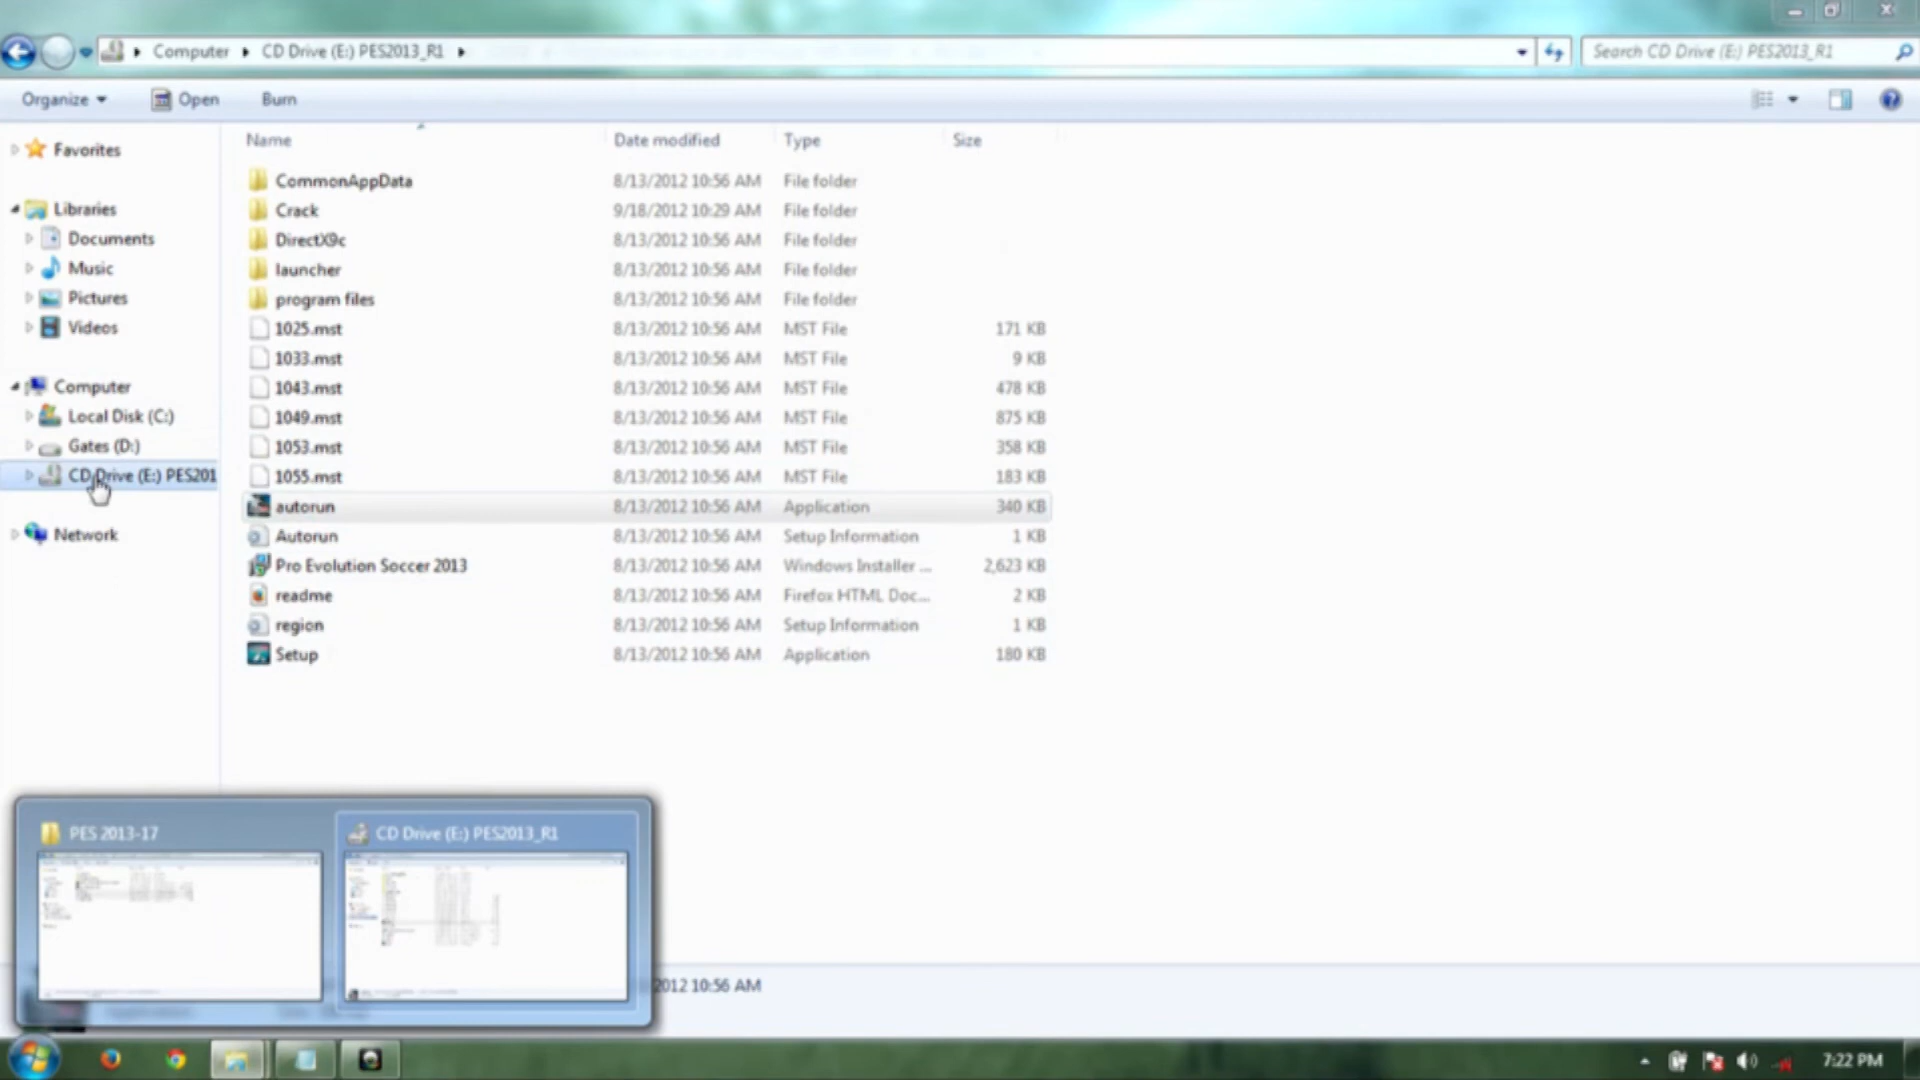 Computer CD Drive (E:) PES2013_R1
Search CD Drive (E:) PES2013_R1
Organize Open Burn
Name Date modified Type Size
Favorites
Libraries
Documents
Music
Pictures
Videos
Computer
Local Disk (C:)
Gates (D:)
CD Drive (E:) PES201
Network
CommonAppData 8/13/2012 10:56 AM File folder
Crack 9/18/2012 10:29 AM File folder
DirectX9c 8/13/2012 10:56 AM File folder
launcher 8/13/2012 10:56 AM File folder
program files 8/13/2012 10:56 AM File folder
1025.mst 8/13/2012 10:56 AM MST File 171 KB
1033.mst 8/13/2012 10:56 AM MST File 9 KB
1043.mst 8/13/2012 10:56 AM MST File 478 KB
1049.mst 8/13/2012 10:56 AM MST File 875 KB
1053.mst 8/13/2012 10:56 AM MST File 358 KB
1055.mst 8/13/2012 10:56 AM MST File 183 KB
autorun 8/13/2012 10:56 AM Application 340 KB
Autorun 8/13/2012 10:56 AM Setup Information 1 KB
Pro Evolution Soccer 2013 8/13/2012 10:56 AM Windows Installer ... 2,623 KB
readme 8/13/2012 10:56 AM Firefox HTML Doc... 2 KB
region 8/13/2012 10:56 AM Setup Information 1 KB
Setup 8/13/2012 10:56 AM Application 180 KB
PES 2013-17
CD Drive (E:) PES2013_R1
2012 10:56 AM
7:22 PM